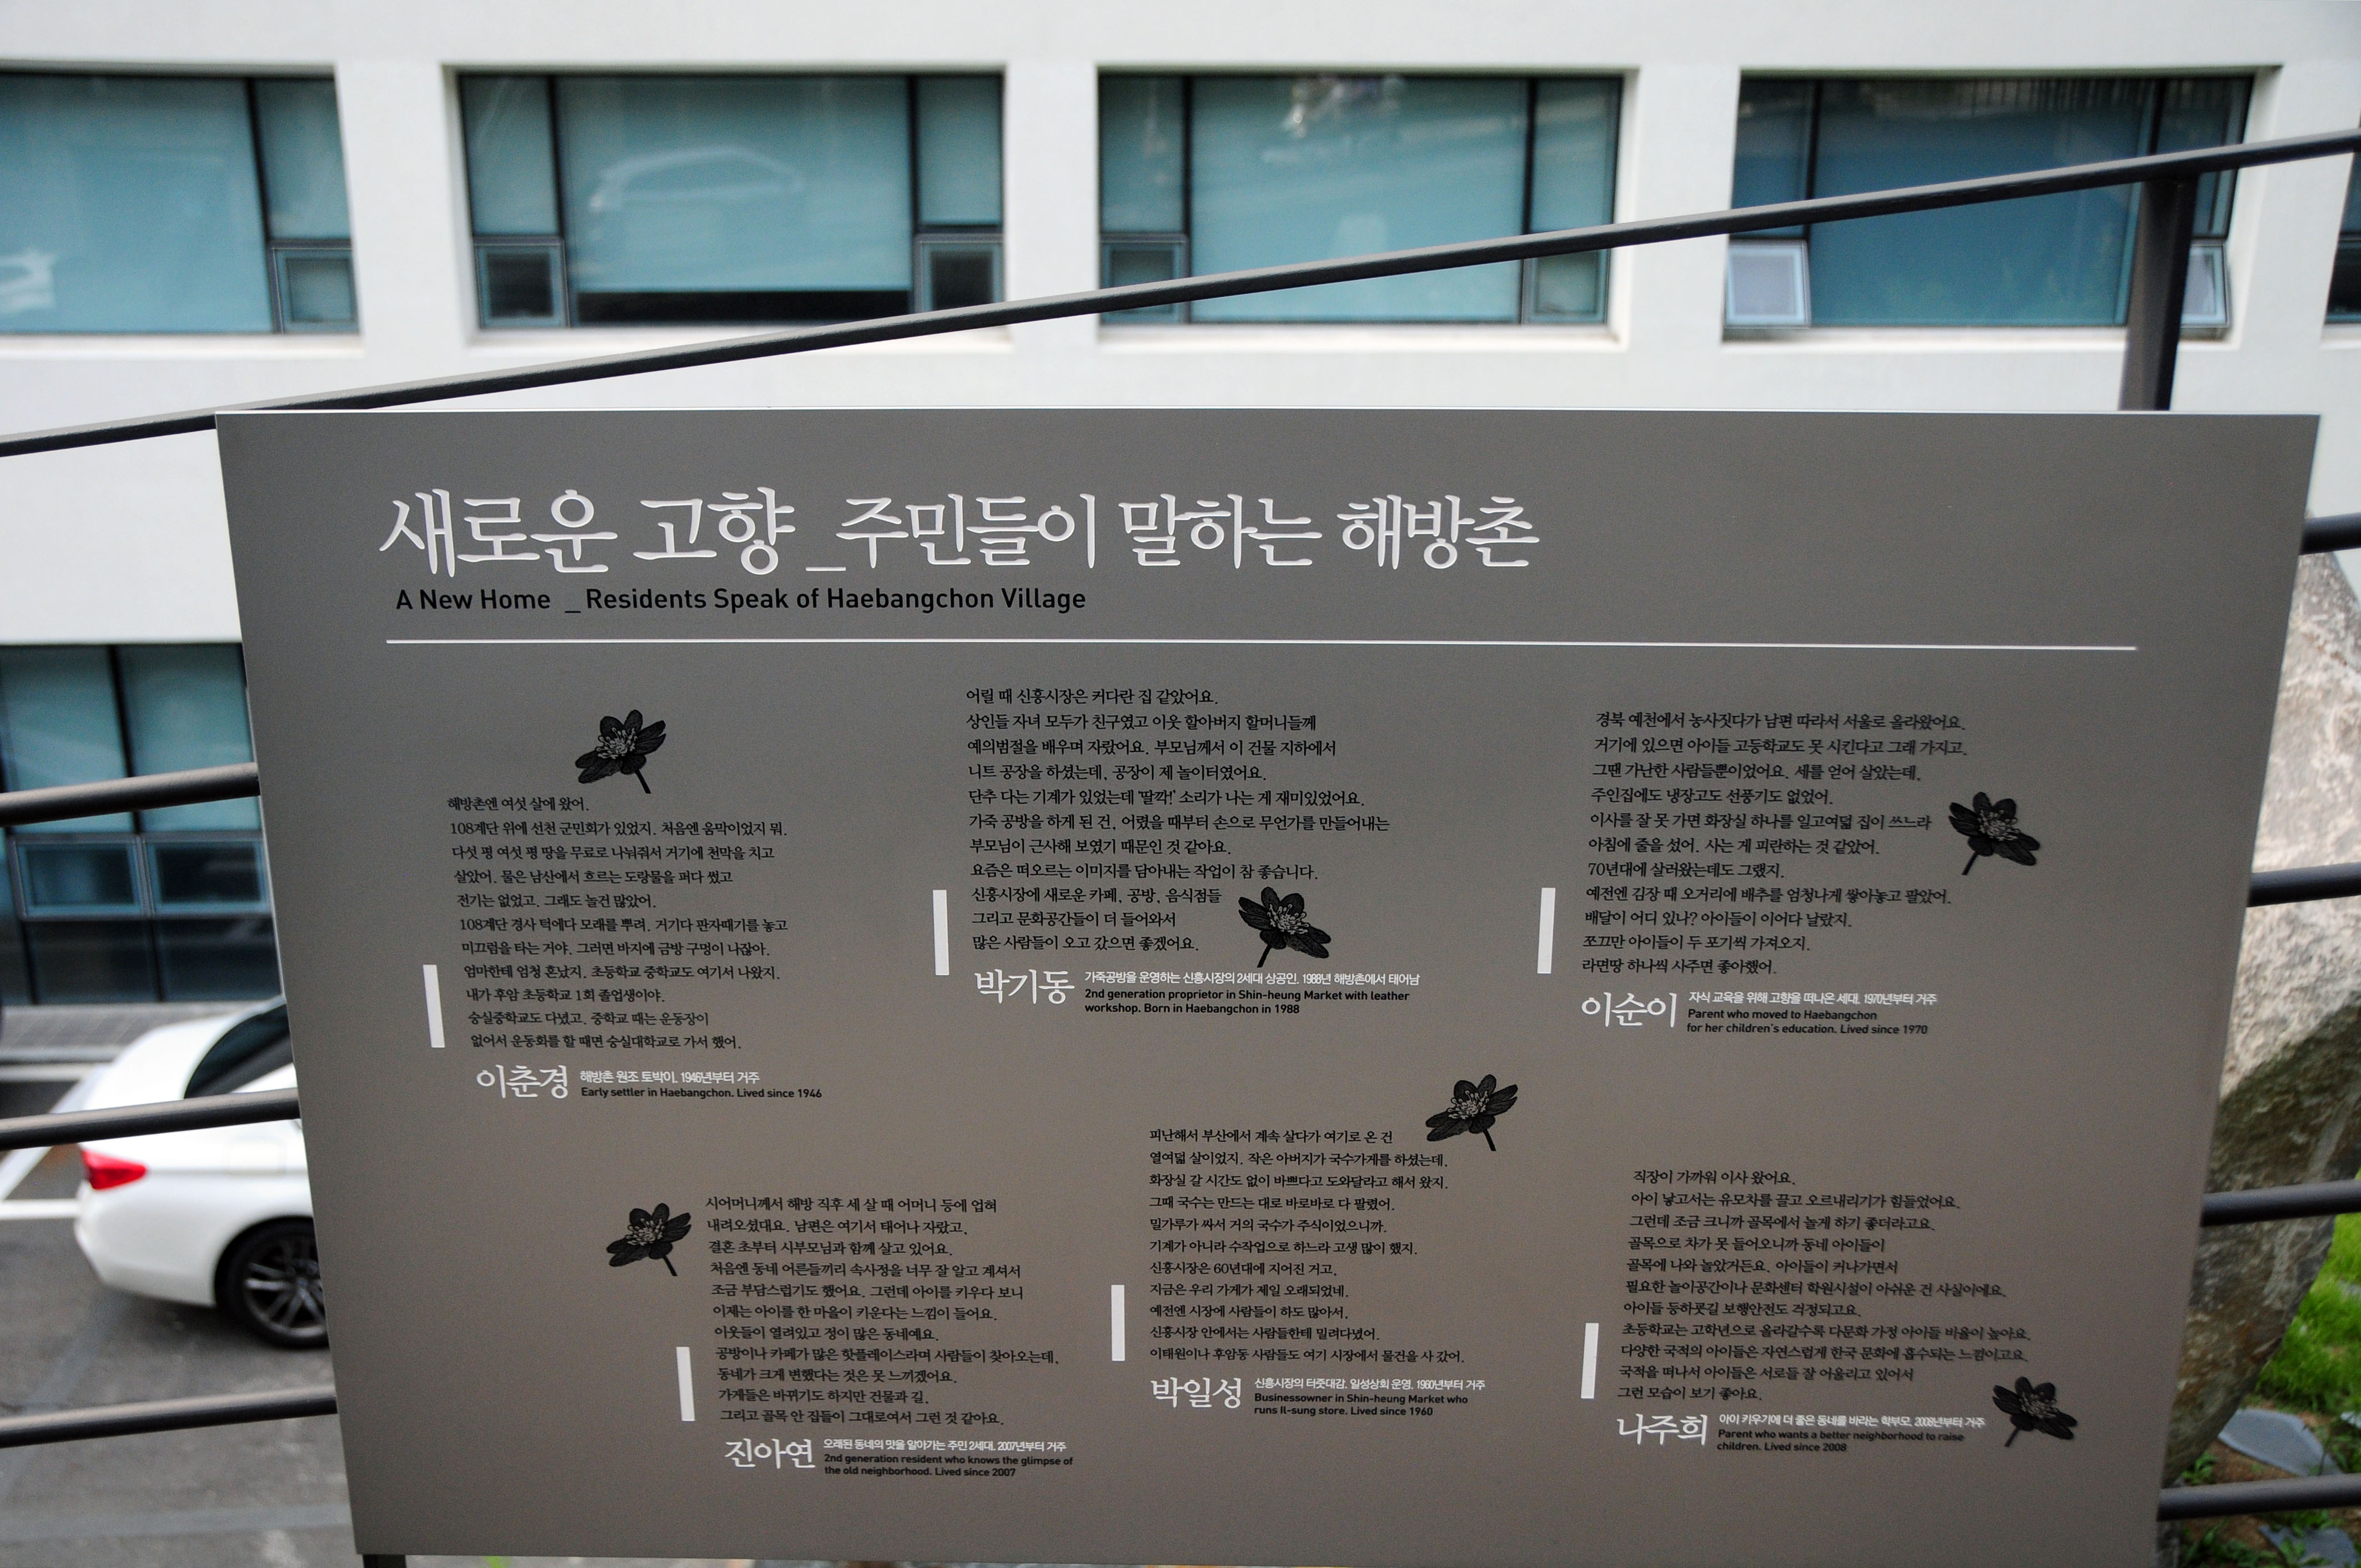 새로운 고향 _주민들이 말하는 해방촌
A New Home _ Residents Speak of Haebangchon Village
해방촌엔 여섯 살에 왔어.
108계단 위에 선천 군민회가 있었지. 처음엔 움막이었지 뭐.
다섯 평 여섯 평 땅을 무료로 나눠줘서 거기에 천막을 치고
살았어. 물은 남산에서 흐르는 도랑물을 퍼다 썼고
전기는 없었고. 그래도 놀건 많았어.
108계단 경사 턱에다 모래를 뿌려. 거기다 판자때기를 놓고
미끄럼을 타는 거야. 그러면 바지에 금방 구멍이 나잖아.
엄마한테 엄청 혼났지. 초등학교 중학교도 여기서 나왔지.
내가 후암 초등학교 1회 졸업생이야.
숭실중학교도 다녔고. 중학교 때는 운동장이
없어서 운동화를 할 때면 숭실대학교로 가서 했어.
이춘경
해방촌 원조 토박이. 1946년부터 거주
Early settler in Haebangchon. Lived since 1946
어릴 때 신흥시장은 커다란 집 같았어요.
상인들 자녀 모두가 친구였고 이웃 할아버지 할머니들께
예의범절을 배우며 자랐어요. 부모님께서 이 건물 지하에서
니트 공장을 하셨는데, 공장이 제 놀이터였어요.
단추 다는 기계가 있었는데 '딸깍!' 소리가 나는 게 재미있었어요.
가죽 공방을 하게 된 건, 어렸을 때부터 손으로 무언가를 만들어내는
부모님이 근사해 보였기 때문인 것 같아요.
요즘은 떠오르는 이미지를 담아내는 작업이 참 좋습니다.
신흥시장에 새로운 카페, 공방, 음식점들
그리고 문화공간들이 더 들어와서
많은 사람들이 오고 갔으면 좋겠어요.
박기동
가죽공방을 운영하는 신흥시장의 2세대 상공인. 1988년 해방촌에서 태어남
2nd generation proprietor in Shin-heung Market with leather
workshop. Born in Haebangchon in 1988
경북 예천에서 농사짓다가 남편 따라서 서울로 올라왔어요.
거기에 있으면 아이들 고등학교도 못 시킨다고 그래 가지고.
그땐 가난한 사람들뿐이었어요. 세를 얻어 살았는데,
주인집에도 냉장고도 선풍기도 없었어.
이사를 잘 못 가면 화장실 하나를 일고여덟 집이 쓰느라
아침에 줄을 섰어. 사는 게 피란하는 것 같았어.
70년대에 살러왔는데도 그랬지.
예전엔 김장 때 오거리에 배추를 엄청나게 쌓아놓고 팔았어.
배달이 어디 있나? 아이들이 이어다 날랐지.
쪼끄만 아이들이 두 포기씩 가져오지.
라면땅 하나씩 사주면 좋아했어.
이순이
자식 교육을 위해 고향을 떠나온 세대. 1970년부터 거주
Parent who moved to Haebangchon
for her children's education. Lived since 1970
시어머니께서 해방 직후 세 살 때 어머니 등에 업혀
내려오셨대요. 남편은 여기서 태어나 자랐고,
결혼 초부터 시부모님과 함께 살고 있어요.
처음엔 동네 어른들끼리 속사정을 너무 잘 알고 계셔서
조금 부담스럽기도 했어요. 그런데 아이를 키우다 보니
이제는 아이를 한 마을이 키운다는 느낌이 들어요.
이웃들이 열려있고 정이 많은 동네예요.
공방이나 카페가 많은 핫플레이스라며 사람들이 찾아오는데,
동네가 크게 변했다는 것은 못 느끼겠어요.
가게들은 바뀌기도 하지만 건물과 길,
그리고 골목 안 집들이 그대로여서 그런 것 같아요.
진아연
오래된 동네의 맛을 알아가는 주민 2세대. 2007년부터 거주
2nd generation resident who knows the glimpse of
the old neighborhood. Lived since 2007
피난해서 부산에서 계속 살다가 여기로 온 건
열여덟 살이었지. 작은 아버지가 국수가게를 하셨는데,
화장실 갈 시간도 없이 바쁘다고 도와달라고 해서 왔지.
그때 국수는 만드는 대로 바로바로 다 팔렸어.
밀가루가 싸서 거의 국수가 주식이었으니까.
기계가 아니라 수작업으로 하느라 고생 많이 했지.
신흥시장은 60년대에 지어진 거고,
지금은 우리 가게가 제일 오래되었네.
예전엔 시장에 사람들이 하도 많아서,
신흥시장 안에서는 사람들한테 밀려다녔어.
이태원이나 후암동 사람들도 여기 시장에서 물건을 사 갔어.
박일성
신흥시장의 터줏대감. 일성상회 운영. 1960년부터 거주
Businessowner in Shin-heung Market who
runs Il-sung store. Lived since 1960
직장이 가까워 이사 왔어요.
아이 낳고서는 유모차를 끌고 오르내리기가 힘들었어요.
그런데 조금 크니까 골목에서 놀게 하기 좋더라고요.
골목으로 차가 못 들어오니까 동네 아이들이
골목에 나와 놀았거든요. 아이들이 커나가면서
필요한 놀이공간이나 문화센터 학원시설이 아쉬운 건 사실이에요.
아이들 등하굣길 보행안전도 걱정되고요.
초등학교는 고학년으로 올라갈수록 다문화 가정 아이들 비율이 높아요.
다양한 국적의 아이들은 자연스럽게 한국 문화에 흡수되는 느낌이고요.
국적을 떠나서 아이들은 서로들 잘 어울리고 있어서
그런 모습이 보기 좋아요.
나주희
아이 키우기에 더 좋은 동네를 바라는 학부모. 2008년부터 거주
Parent who wants a better neighborhood to raise
children. Lived since 2008